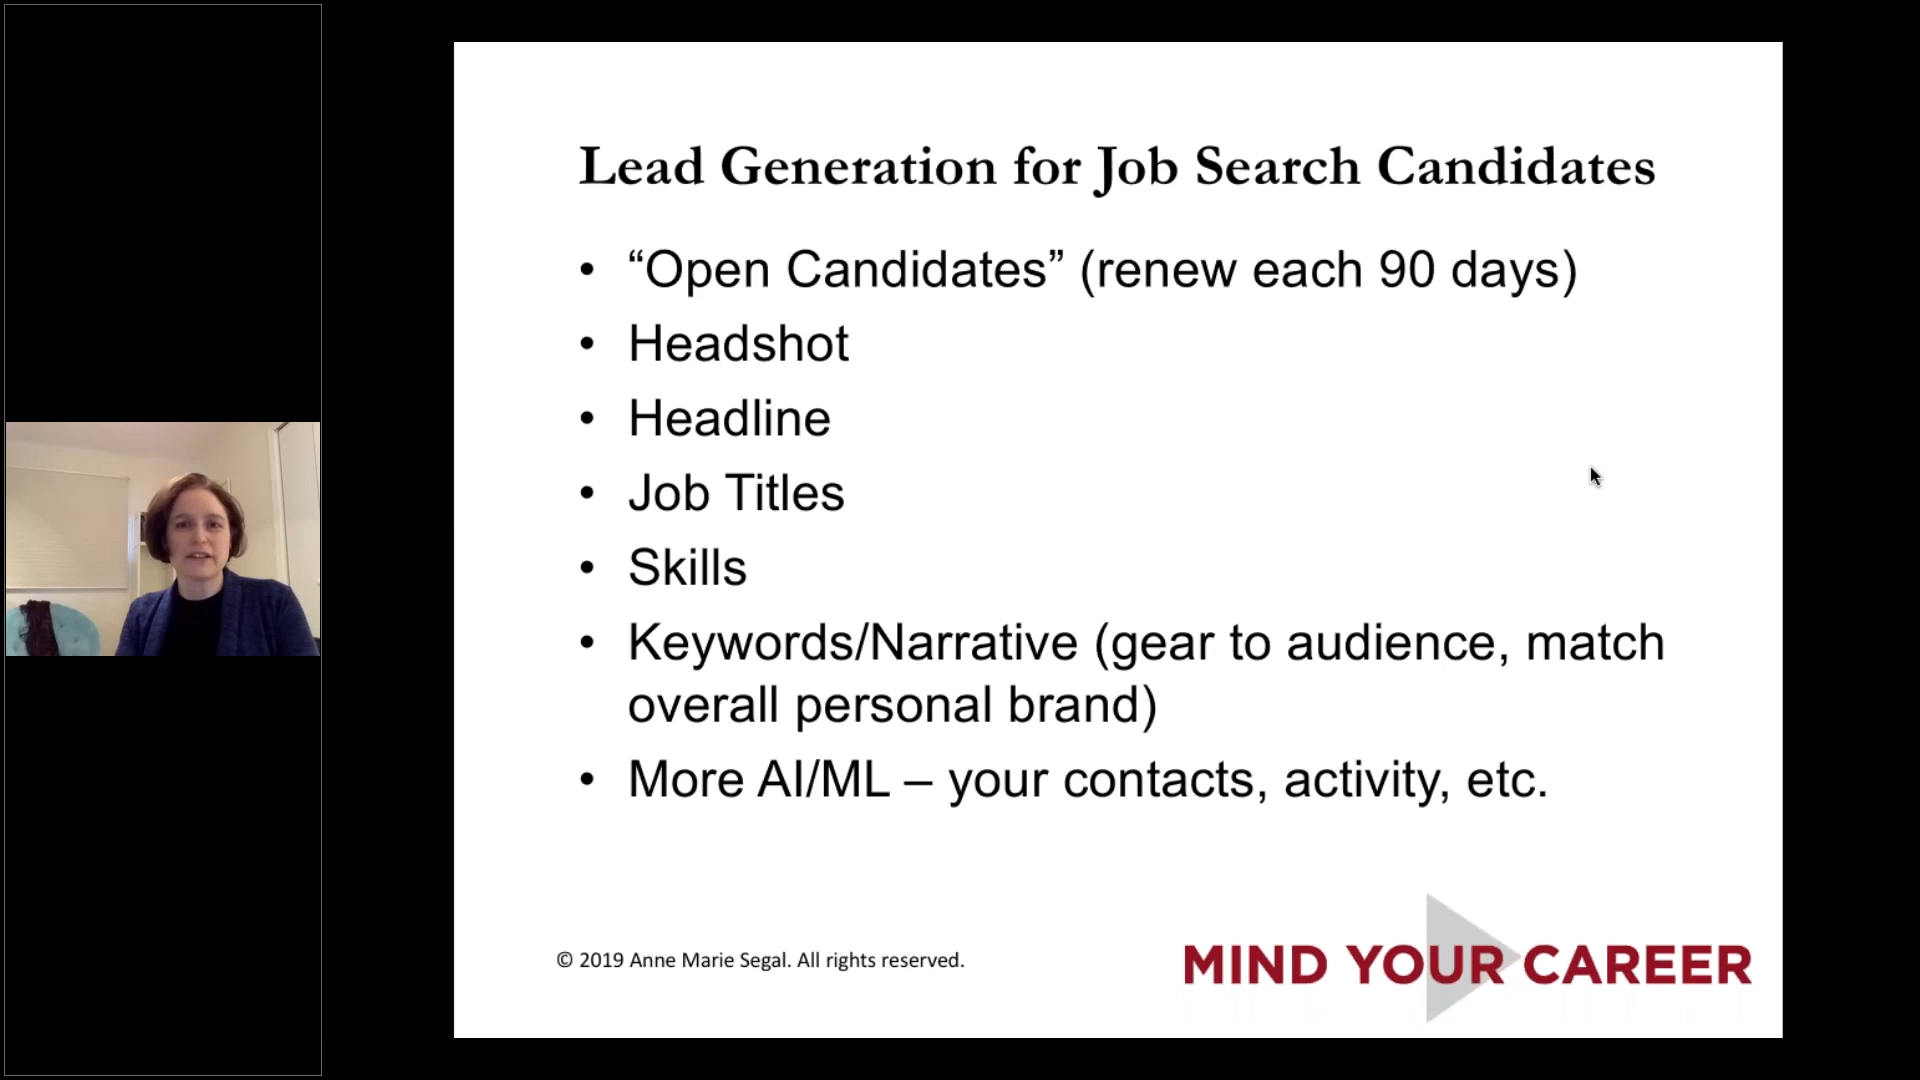 Lead Generation for Job Search Candidates
• “Open Candidates” (renew each 90 days)
• Headshot
• Headline
• Job Titles
• Skills
• Keywords/Narrative (gear to audience, match
overall personal brand)
• More AI/ML – your contacts, activity, etc.
© 2019 Anne Marie Segal. All rights reserved.
MIND YOUR CAREER